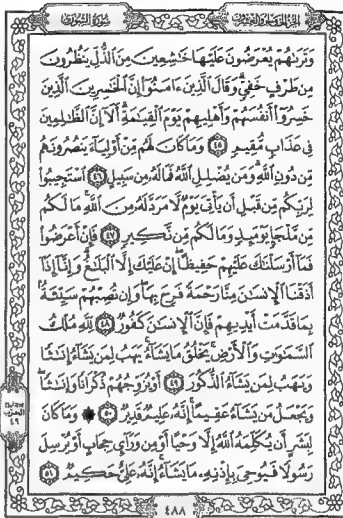 الجزء الخامس والعشرون سورة الشورى
وَتَرَىٰهُمْ يُعْرَضُونَ عَلَيْهَا خَٰشِعِينَ مِنَ ٱلذُّلِّ يَنظُرُونَ
مِن طَرْفٍ خَفِىٍّ وَقَالَ ٱلَّذِينَ ءَامَنُوٓا۟ إِنَّ ٱلْخَٰسِرِينَ ٱلَّذِينَ
خَسِرُوٓا۟ أَنفُسَهُمْ وَأَهْلِيهِمْ يَوْمَ ٱلْقِيَٰمَةِ أَلَآ إِنَّ ٱلظَّٰلِمِينَ
فِى عَذَابٍ مُّقِيمٍ ٤٥ وَمَا كَانَ لَهُم مِّنْ أَوْلِيَآءَ يَنصُرُونَهُم
مِّن دُونِ ٱللَّهِ وَمَن يُضْلِلِ ٱللَّهُ فَمَا لَهُۥ مِن سَبِيلٍ ٤٦ ٱسْتَجِيبُوا۟
لِرَبِّكُم مِّن قَبْلِ أَن يَأْتِىَ يَوْمٌ لَّا مَرَدَّ لَهُۥ مِنَ ٱللَّهِ مَا لَكُم
مِّن مَّلْجَإٍ يَوْمَئِذٍ وَمَا لَكُم مِّن نَّكِيرٍ ٤٧ فَإِنْ أَعْرَضُوا۟
فَمَآ أَرْسَلْنَٰكَ عَلَيْهِمْ حَفِيظًا إِنْ عَلَيْكَ إِلَّا ٱلْبَلَٰغُ وَإِنَّآ إِذَآ
أَذَقْنَا ٱلْإِنسَٰنَ مِنَّا رَحْمَةً فَرِحَ بِهَا وَإِن تُصِبْهُمْ سَيِّئَةٌۢ
بِمَا قَدَّمَتْ أَيْدِيهِمْ فَإِنَّ ٱلْإِنسَٰنَ كَفُورٌ ٤٨ لِّلَّهِ مُلْكُ
ٱلسَّمَٰوَٰتِ وَٱلْأَرْضِ يَخْلُقُ مَا يَشَآءُ يَهَبُ لِمَن يَشَآءُ إِنَٰثًا
وَيَهَبُ لِمَن يَشَآءُ ٱلذُّكُورَ ٤٩ أَوْ يُزَوِّجُهُمْ ذُكْرَانًا وَإِنَٰثًا
وَيَجْعَلُ مَن يَشَآءُ عَقِيمًا إِنَّهُۥ عَلِيمٌ قَدِيرٌ ٥٠ ۞ وَمَا كَانَ
لِبَشَرٍ أَن يُكَلِّمَهُ ٱللَّهُ إِلَّا وَحْيًا أَوْ مِن وَرَآئِ حِجَابٍ أَوْ يُرْسِلَ
رَسُولًا فَيُوحِىَ بِإِذْنِهِۦ مَا يَشَآءُ إِنَّهُۥ عَلِىٌّ حَكِيمٌ ٥١
الحزب
٤٩
٤٨٨